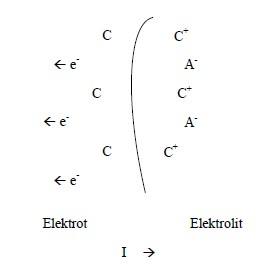 C C⁺
← e⁻ A⁻
C C⁺
← e⁻ A⁻
C C⁺
← e⁻
Elektrot Elektrolit
I →